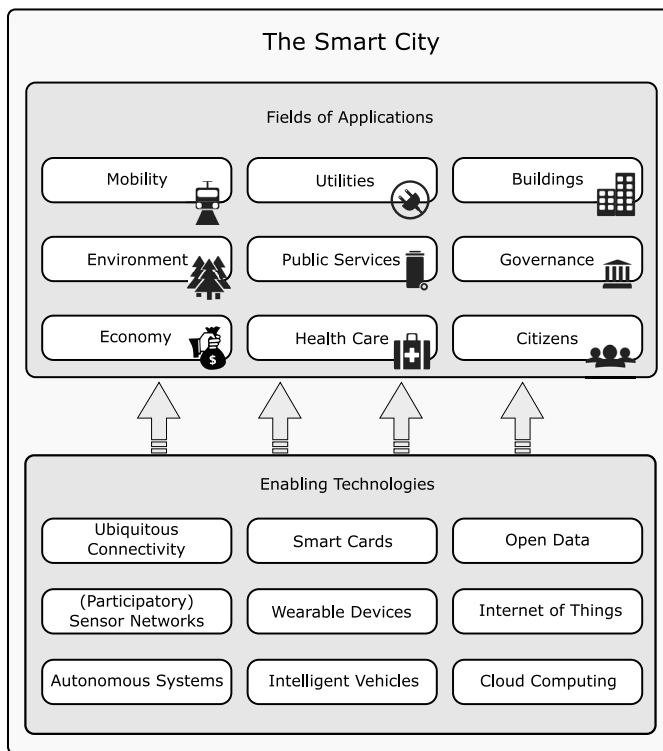 The Smart City
Fields of Applications
Mobility
Utilities
Buildings
Environment
Public Services
Governance
Economy
$
Health Care
Citizens
Enabling Technologies
Ubiquitous
Connectivity
Smart Cards
Open Data
(Participatory)
Sensor Networks
Wearable Devices
Internet of Things
Autonomous Systems
Intelligent Vehicles
Cloud Computing